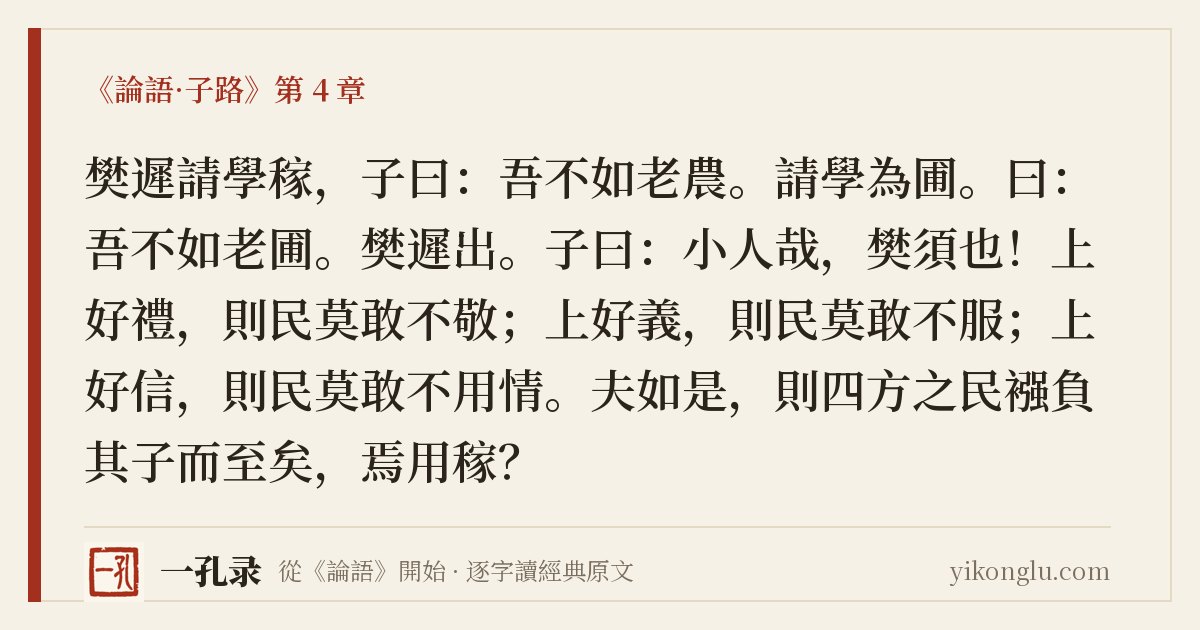 《論語·子路》第 4 章
樊遲請學稼，子曰：吾不如老農。請學為圃。曰：
吾不如老圃。樊遲出。子曰：小人哉，樊須也！上
好禮，則民莫敢不敬；上好義，則民莫敢不服；上
好信，則民莫敢不用情。夫如是，則四方之民襁負
其子而至矣，焉用稼？
一孔
一孔录 從《論語》開始 · 逐字讀經典原文 yikonglu.com